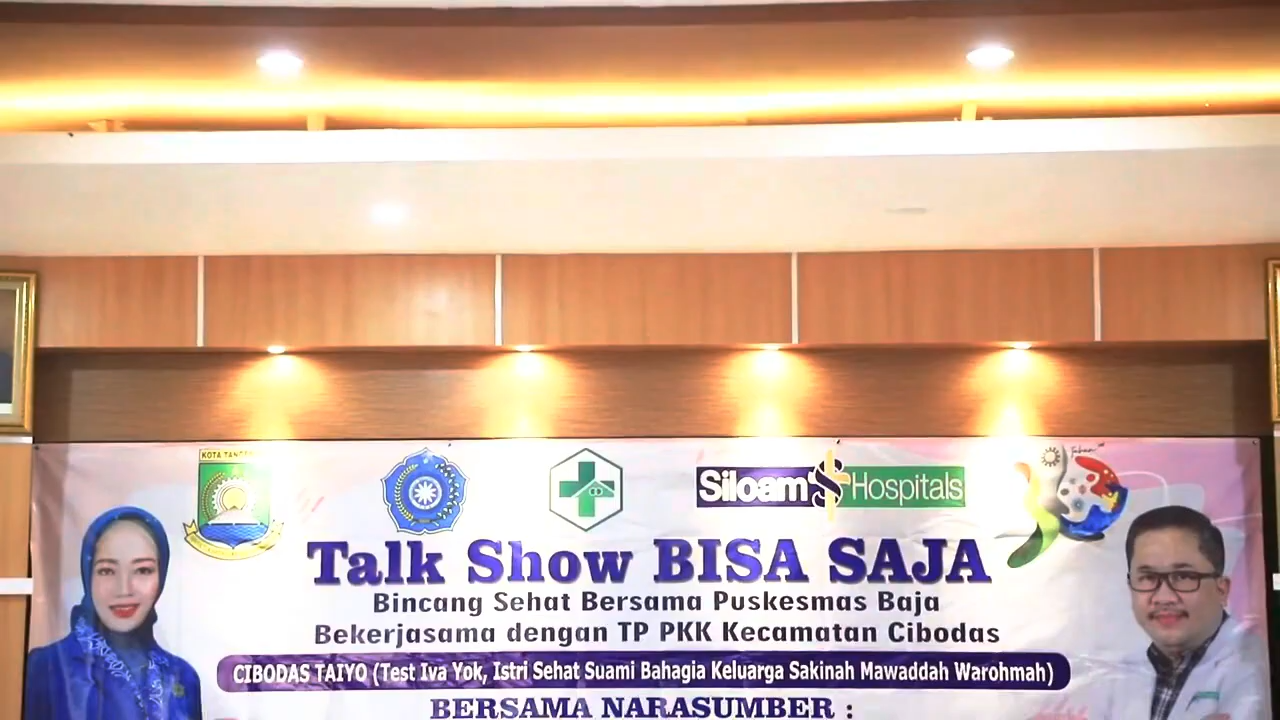 KOTA
Siloam Hospitals
Talk Show BISA SAJA
Bincang Sehat Bersama Puskesmas Baja
Bekerjasama dengan TP PKK Kecamatan Cibodas
CIBODAS TAIYO (Test Iva Yok, Istri Sehat Suami Bahagia Keluarga Sakinah Mawaddah Warohmah)
BERSAMA NARASUMBER :